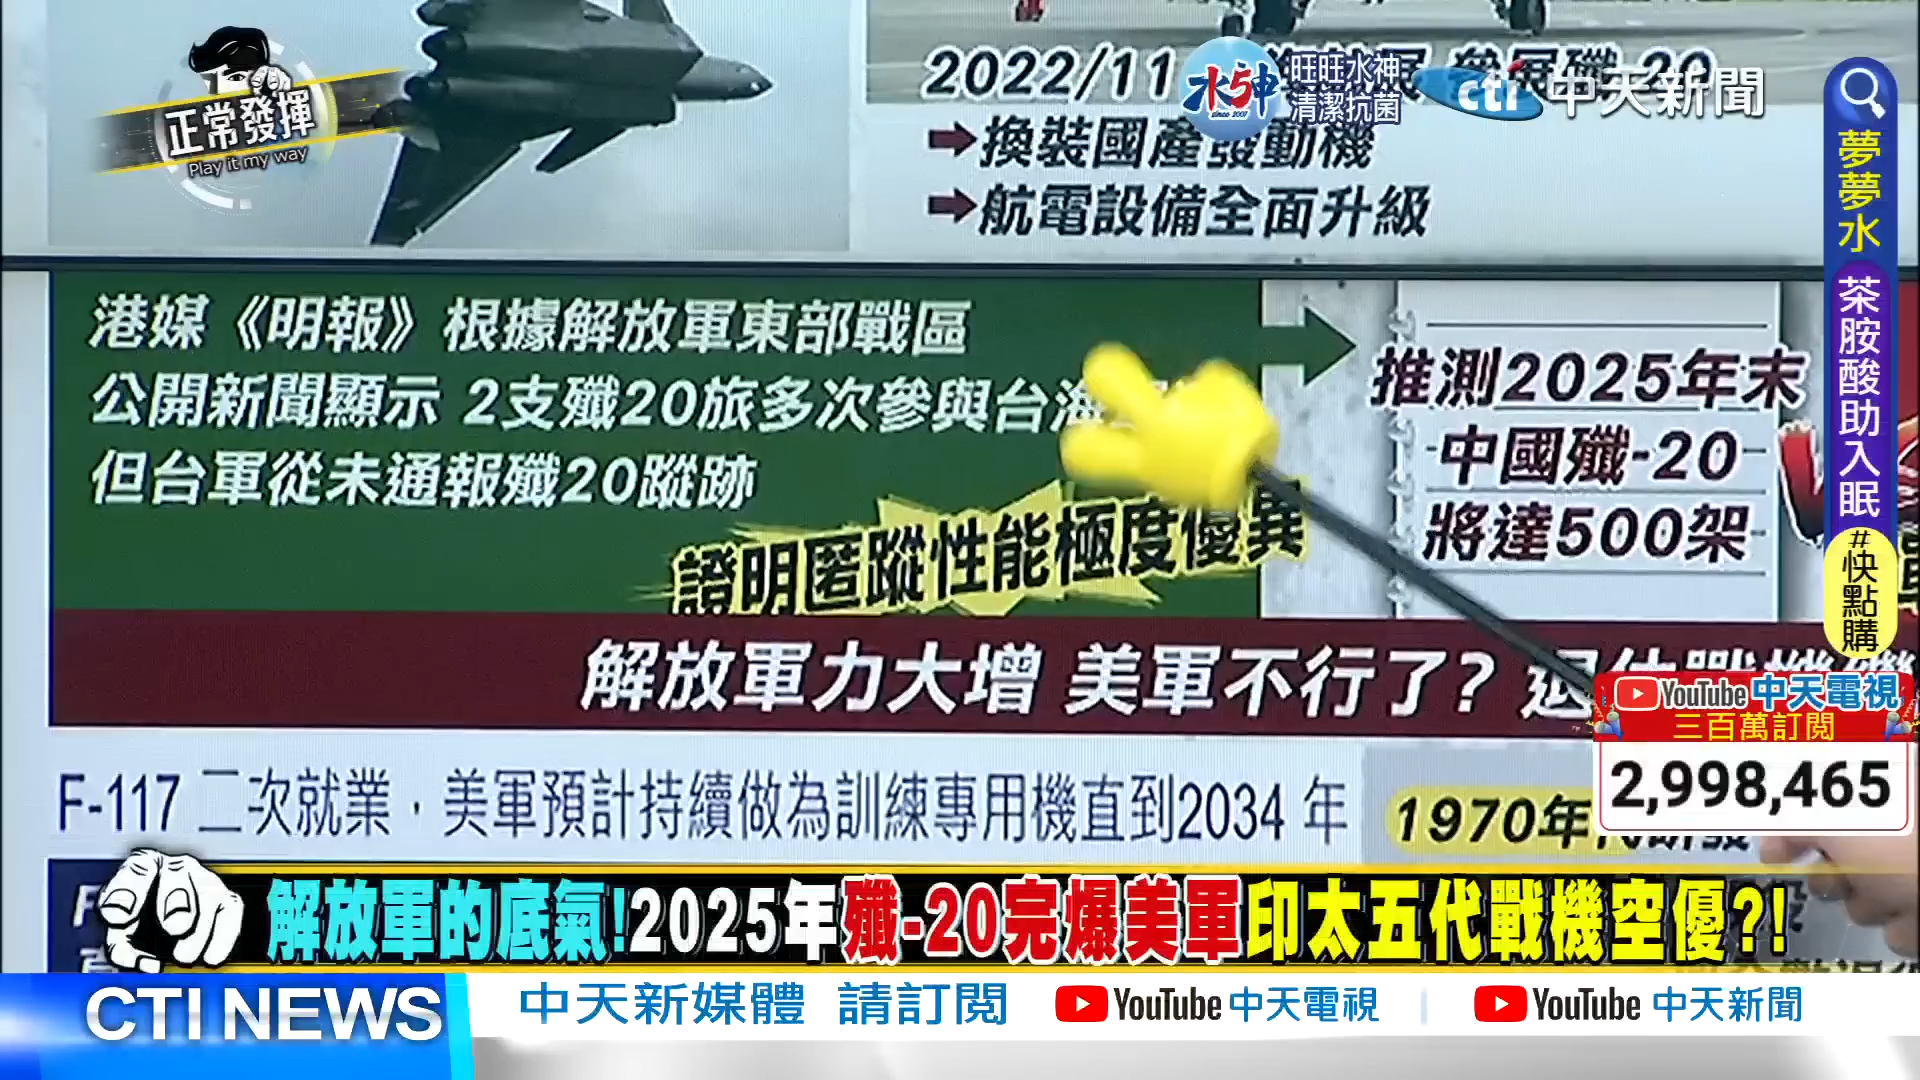 正常發揮
Play it my way
2022/11
參展殲-20
➡換裝國產發動機
➡航電設備全面升級
水神
since 2007
旺旺水神
清潔抗菌
cti 中天新聞
夢夢水
茶胺酸助入眠
#快點購
港媒《明報》根據解放軍東部戰區
公開新聞顯示 2支殲20旅多次參與台海
但台軍從未通報殲20蹤跡
證明匿蹤性能極度優異
推測2025年末
中國殲-20
將達500架
解放軍力大增 美軍不行了?
YouTube 中天電視
三百萬訂閱
2,998,465
F-117 二次就業，美軍預計持續做為訓練專用機直到2034 年
1970年代研發
解放軍的底氣!2025年殲-20完爆美軍印太五代戰機空優?!
CTI NEWS
中天新媒體 請訂閱 YouTube 中天電視 | YouTube 中天新聞